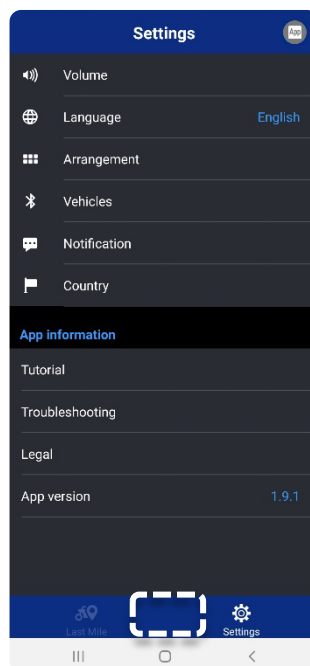 Settings
App
Volume
Language English
Arrangement
Vehicles
Notification
Country
App information
Tutorial
Troubleshooting
Legal
App version 1.9.1
Last Mile Settings